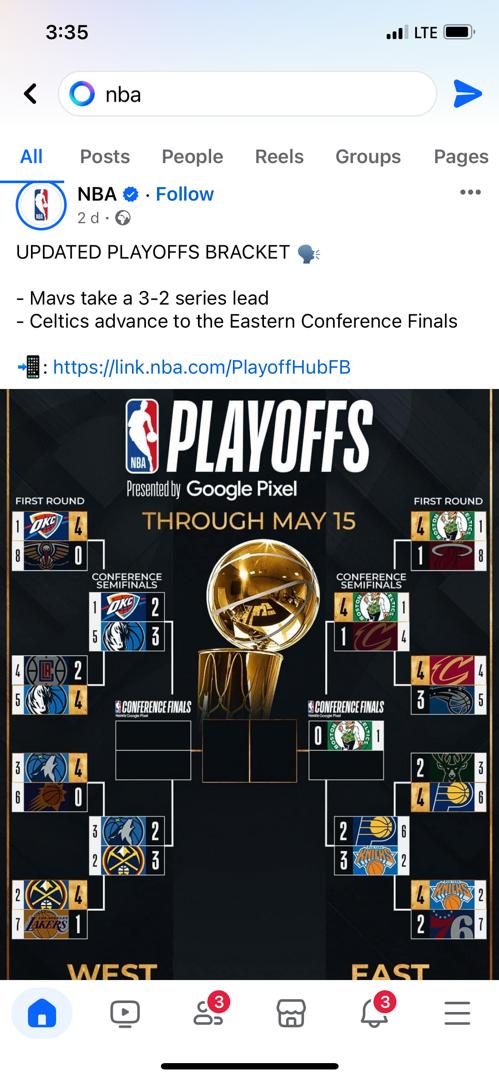 3:35
LTE
nba
All Posts People Reels Groups Pages
NBA · Follow
2 d ·
UPDATED PLAYOFFS BRACKET 🗣️
- Mavs take a 3-2 series lead
- Celtics advance to the Eastern Conference Finals
📲: https://link.nba.com/PlayoffHubFB
NBA
PLAYOFFS
Presented by Google Pixel
THROUGH MAY 15
FIRST ROUND
1 OKC 4
8 0
CONFERENCE
SEMIFINALS
1 OKC 2
5 3
4 2
5 4
CONFERENCE FINALS
3 4
6 0
3 2
2 3
2 4
7 LAKERS 1
WEST
FIRST ROUND
4 1
1 8
CONFERENCE
SEMIFINALS
4 1
1 4
4 4
3 5
CONFERENCE FINALS
0 1
2 3
4 6
2 6
3 KNICKS 2
4 KNICKS 2
2 76 7
EAST
3
3